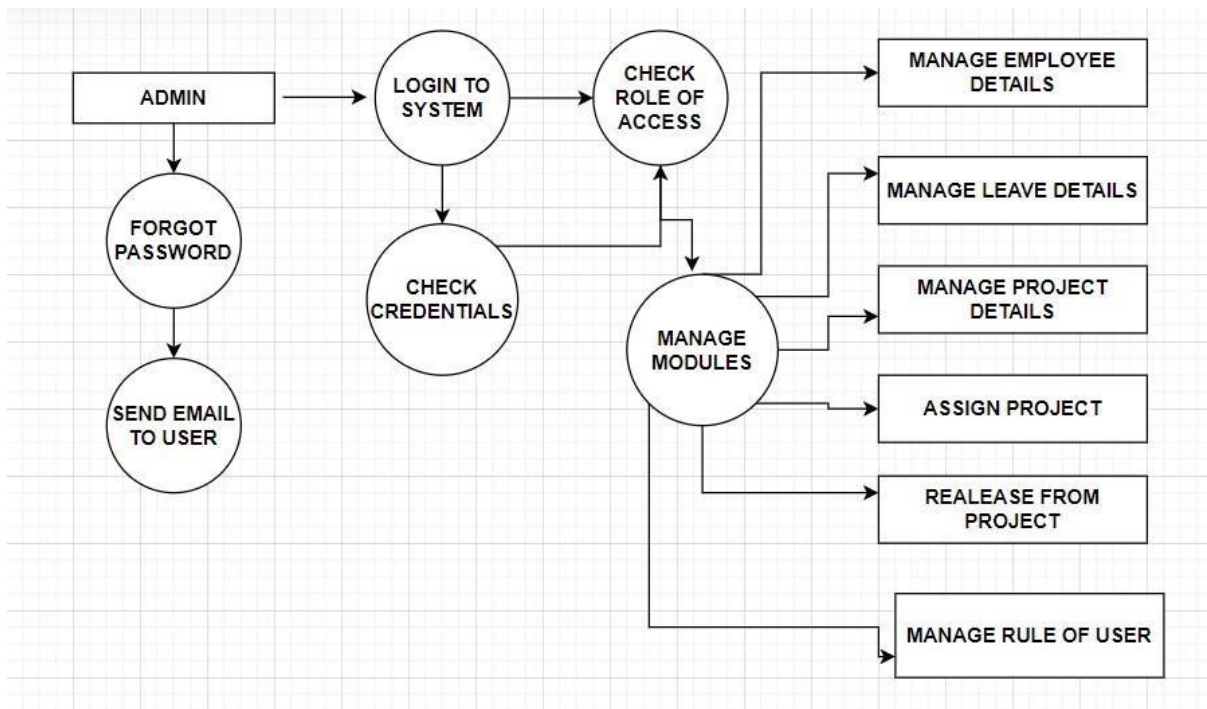 ADMIN
LOGIN TO
SYSTEM
CHECK
ROLE OF
ACCESS
MANAGE EMPLOYEE
DETAILS
MANAGE LEAVE DETAILS
FORGOT
PASSWORD
CHECK
CREDENTIALS
MANAGE PROJECT
DETAILS
MANAGE
MODULES
SEND EMAIL
TO USER
ASSIGN PROJECT
REALEASE FROM
PROJECT
MANAGE RULE OF USER